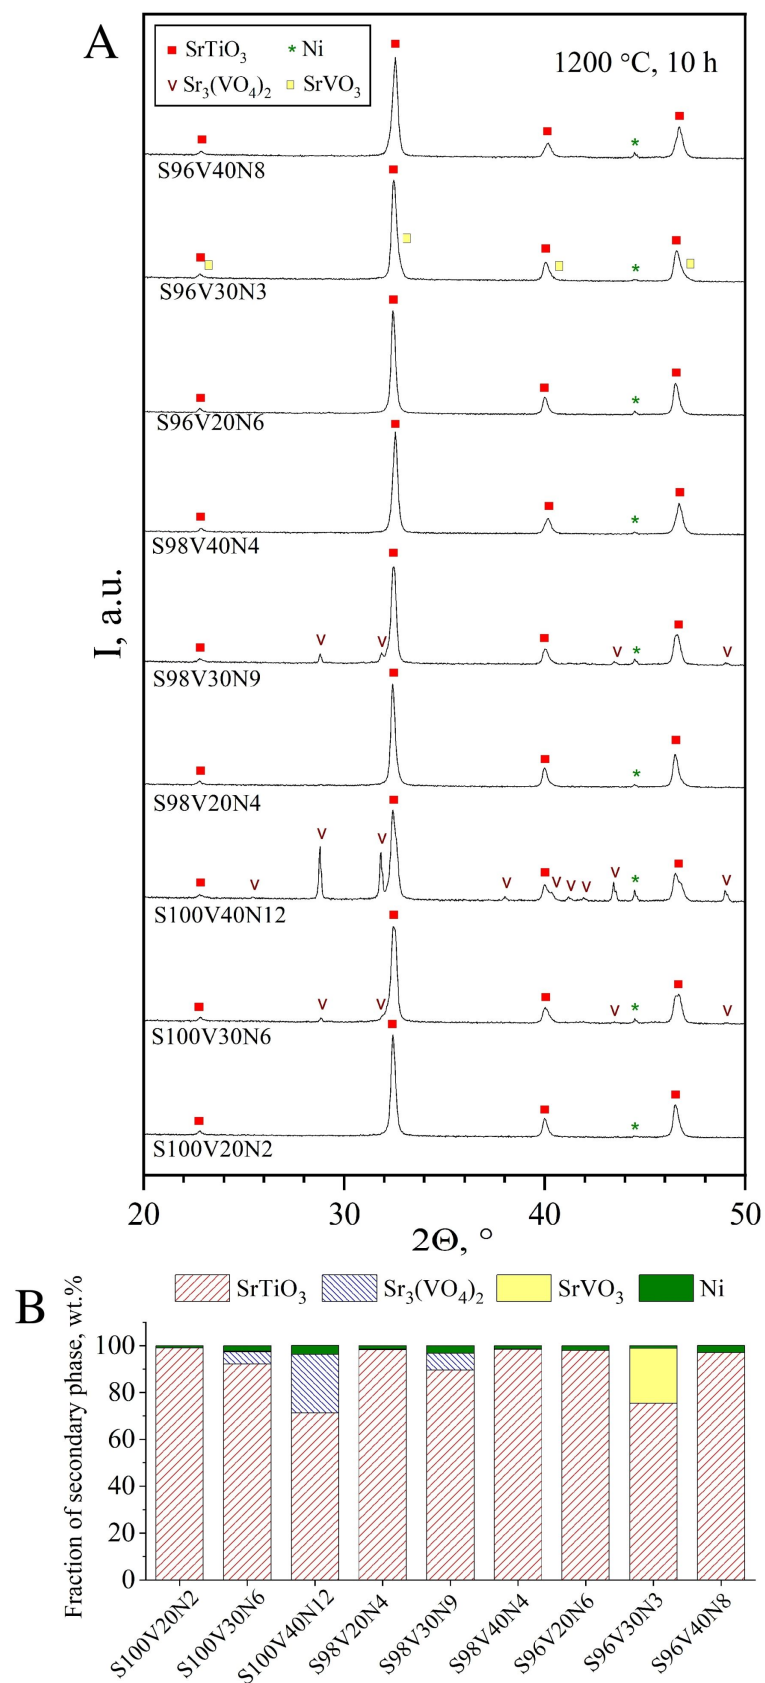 A
SrTiO₃ * Ni
v Sr₃(VO₄)₂ SrVO₃
1200 °C, 10 h
S96V40N8
S96V30N3
S96V20N6
S98V40N4
S98V30N9
S98V20N4
S100V40N12
S100V30N6
S100V20N2
I, a.u.
20 30 40 50
2Θ, °
B
SrTiO₃ Sr₃(VO₄)₂ SrVO₃ Ni
Fraction of secondary phase, wt.%
100
80
60
40
20
0
S100V20N2
S100V30N6
S100V40N12
S98V20N4
S98V30N9
S98V40N4
S96V20N6
S96V30N3
S96V40N8